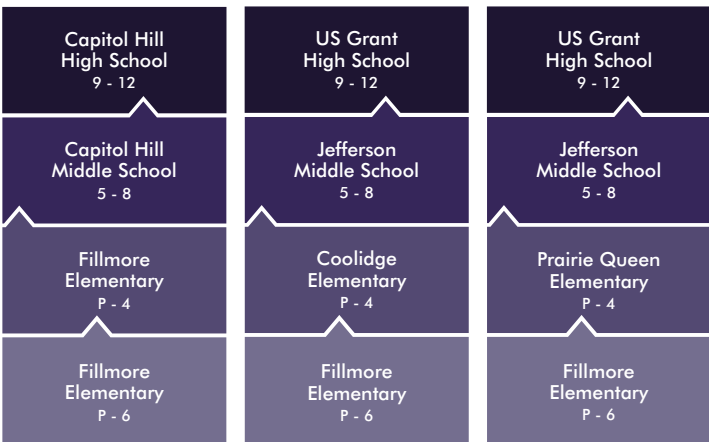 Capitol Hill
High School
9 - 12
Capitol Hill
Middle School
5 - 8
Fillmore
Elementary
P - 4
Fillmore
Elementary
P - 6
US Grant
High School
9 - 12
Jefferson
Middle School
5 - 8
Coolidge
Elementary
P - 4
Fillmore
Elementary
P - 6
US Grant
High School
9 - 12
Jefferson
Middle School
5 - 8
Prairie Queen
Elementary
P - 4
Fillmore
Elementary
P - 6